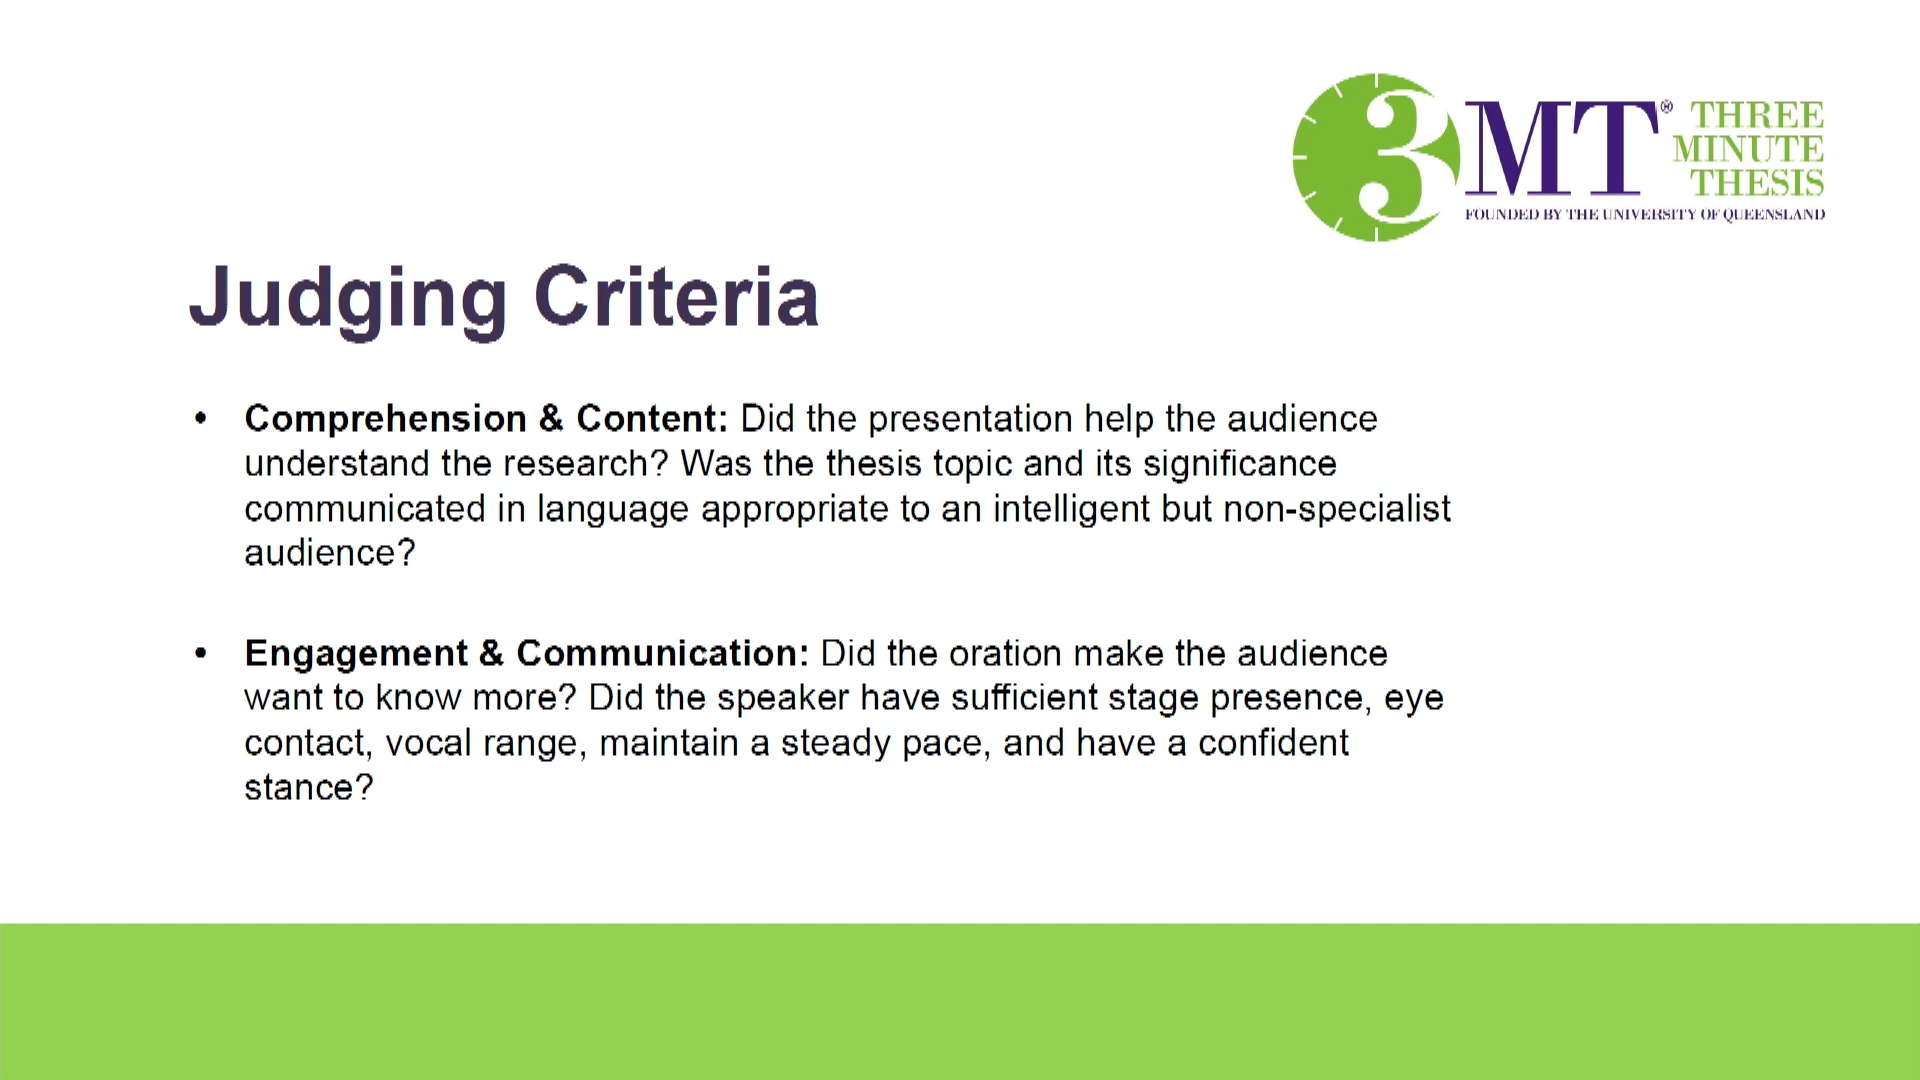 3MT® THREE
MINUTE
THESIS
FOUNDED BY THE UNIVERSITY OF QUEENSLAND
Judging Criteria
• Comprehension & Content: Did the presentation help the audience
understand the research? Was the thesis topic and its significance
communicated in language appropriate to an intelligent but non-specialist
audience?
• Engagement & Communication: Did the oration make the audience
want to know more? Did the speaker have sufficient stage presence, eye
contact, vocal range, maintain a steady pace, and have a confident
stance?